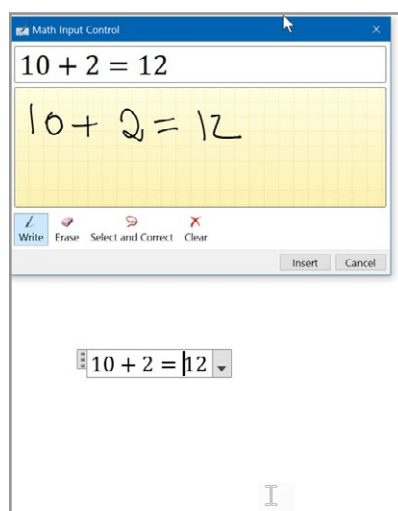 Math Input Control
10 + 2 = 12
10 + 2 = 12
Write Erase Select and Correct Clear
Insert Cancel
10 + 2 = 12